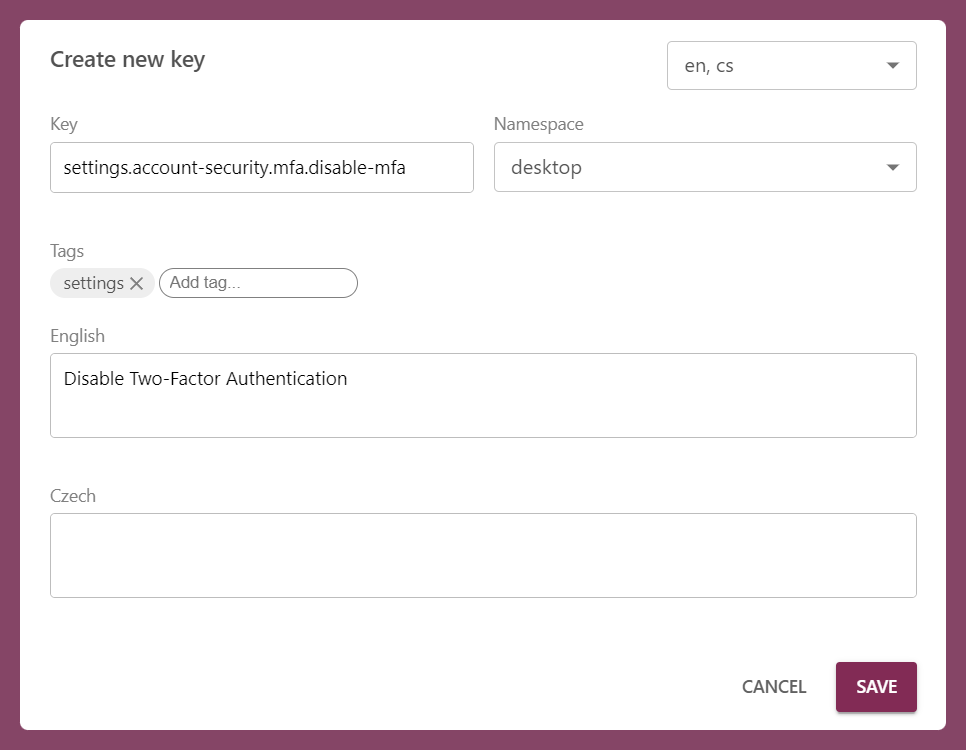 Create new key
en, cs
Key
Namespace
settings.account-security.mfa.disable-mfa
desktop
Tags
settings
Add tag...
English
Disable Two-Factor Authentication
Czech
CANCEL
SAVE